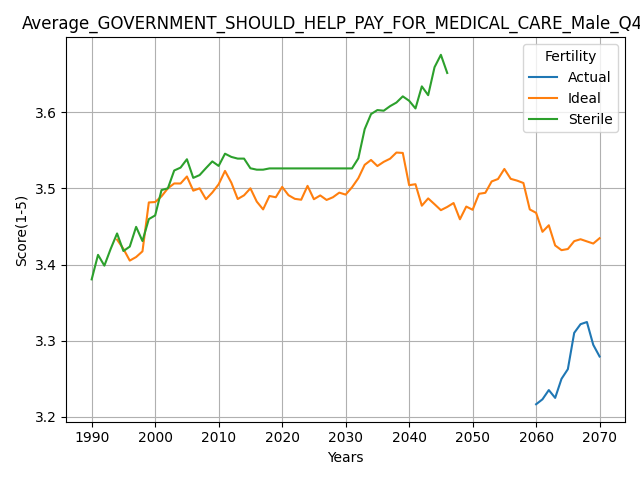 Average_GOVERNMENT_SHOULD_HELP_PAY_FOR_MEDICAL_CARE_Male_Q4
Fertility
Actual
Ideal
Sterile
Score(1-5)
3.6
3.5
3.4
3.3
3.2
1990 2000 2010 2020 2030 2040 2050 2060 2070
Years